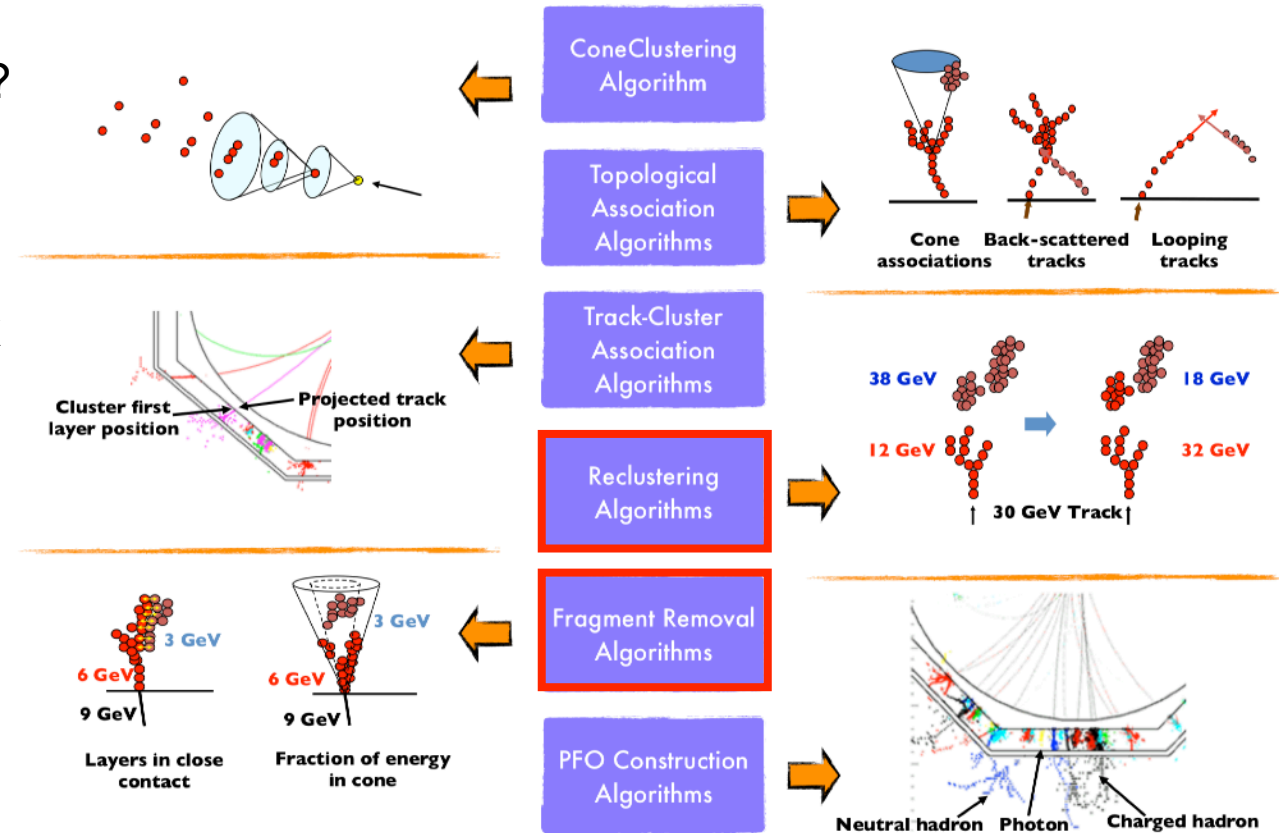 ?
ConeClustering
Algorithm
Topological
Association
Algorithms
Cone
associations
Back-scattered
tracks
Looping
tracks
Track-Cluster
Association
Algorithms
Cluster first
layer position
Projected track
position
Reclustering
Algorithms
38 GeV
18 GeV
12 GeV
32 GeV
30 GeV Track
Fragment Removal
Algorithms
3 GeV
6 GeV
9 GeV
Layers in close
contact
3 GeV
6 GeV
9 GeV
Fraction of energy
in cone
PFO Construction
Algorithms
Neutral hadron
Photon
Charged hadron